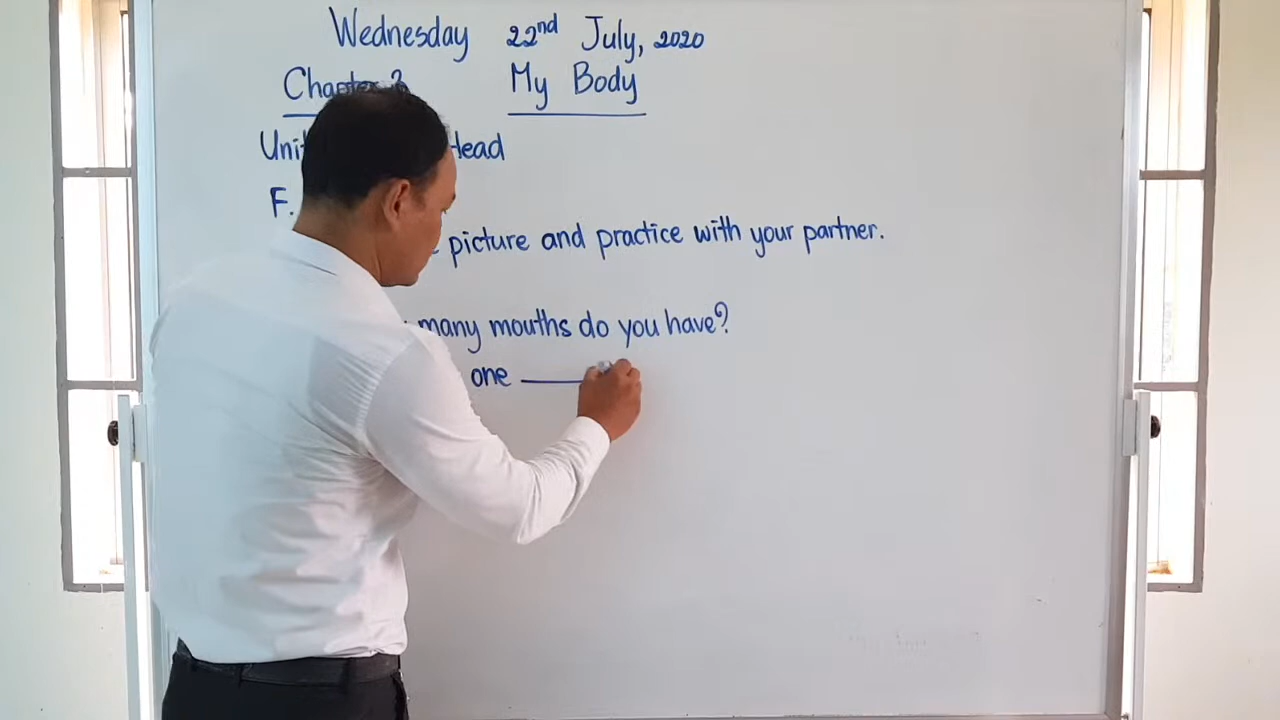 Wednesday 22nd July, 2020
Chapter My Body
Unit Head
F.
picture and practice with your partner.
many mouths do you have?
one